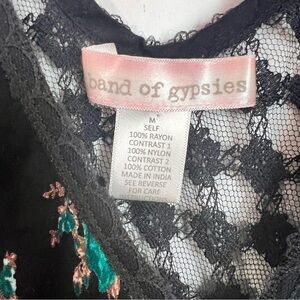 band of gypsies
M
SELF
100% RAYON
CONTRAST 1
100% NYLON
CONTRAST 2
100% COTTON
MADE IN INDIA
SEE REVERSE
FOR CARE